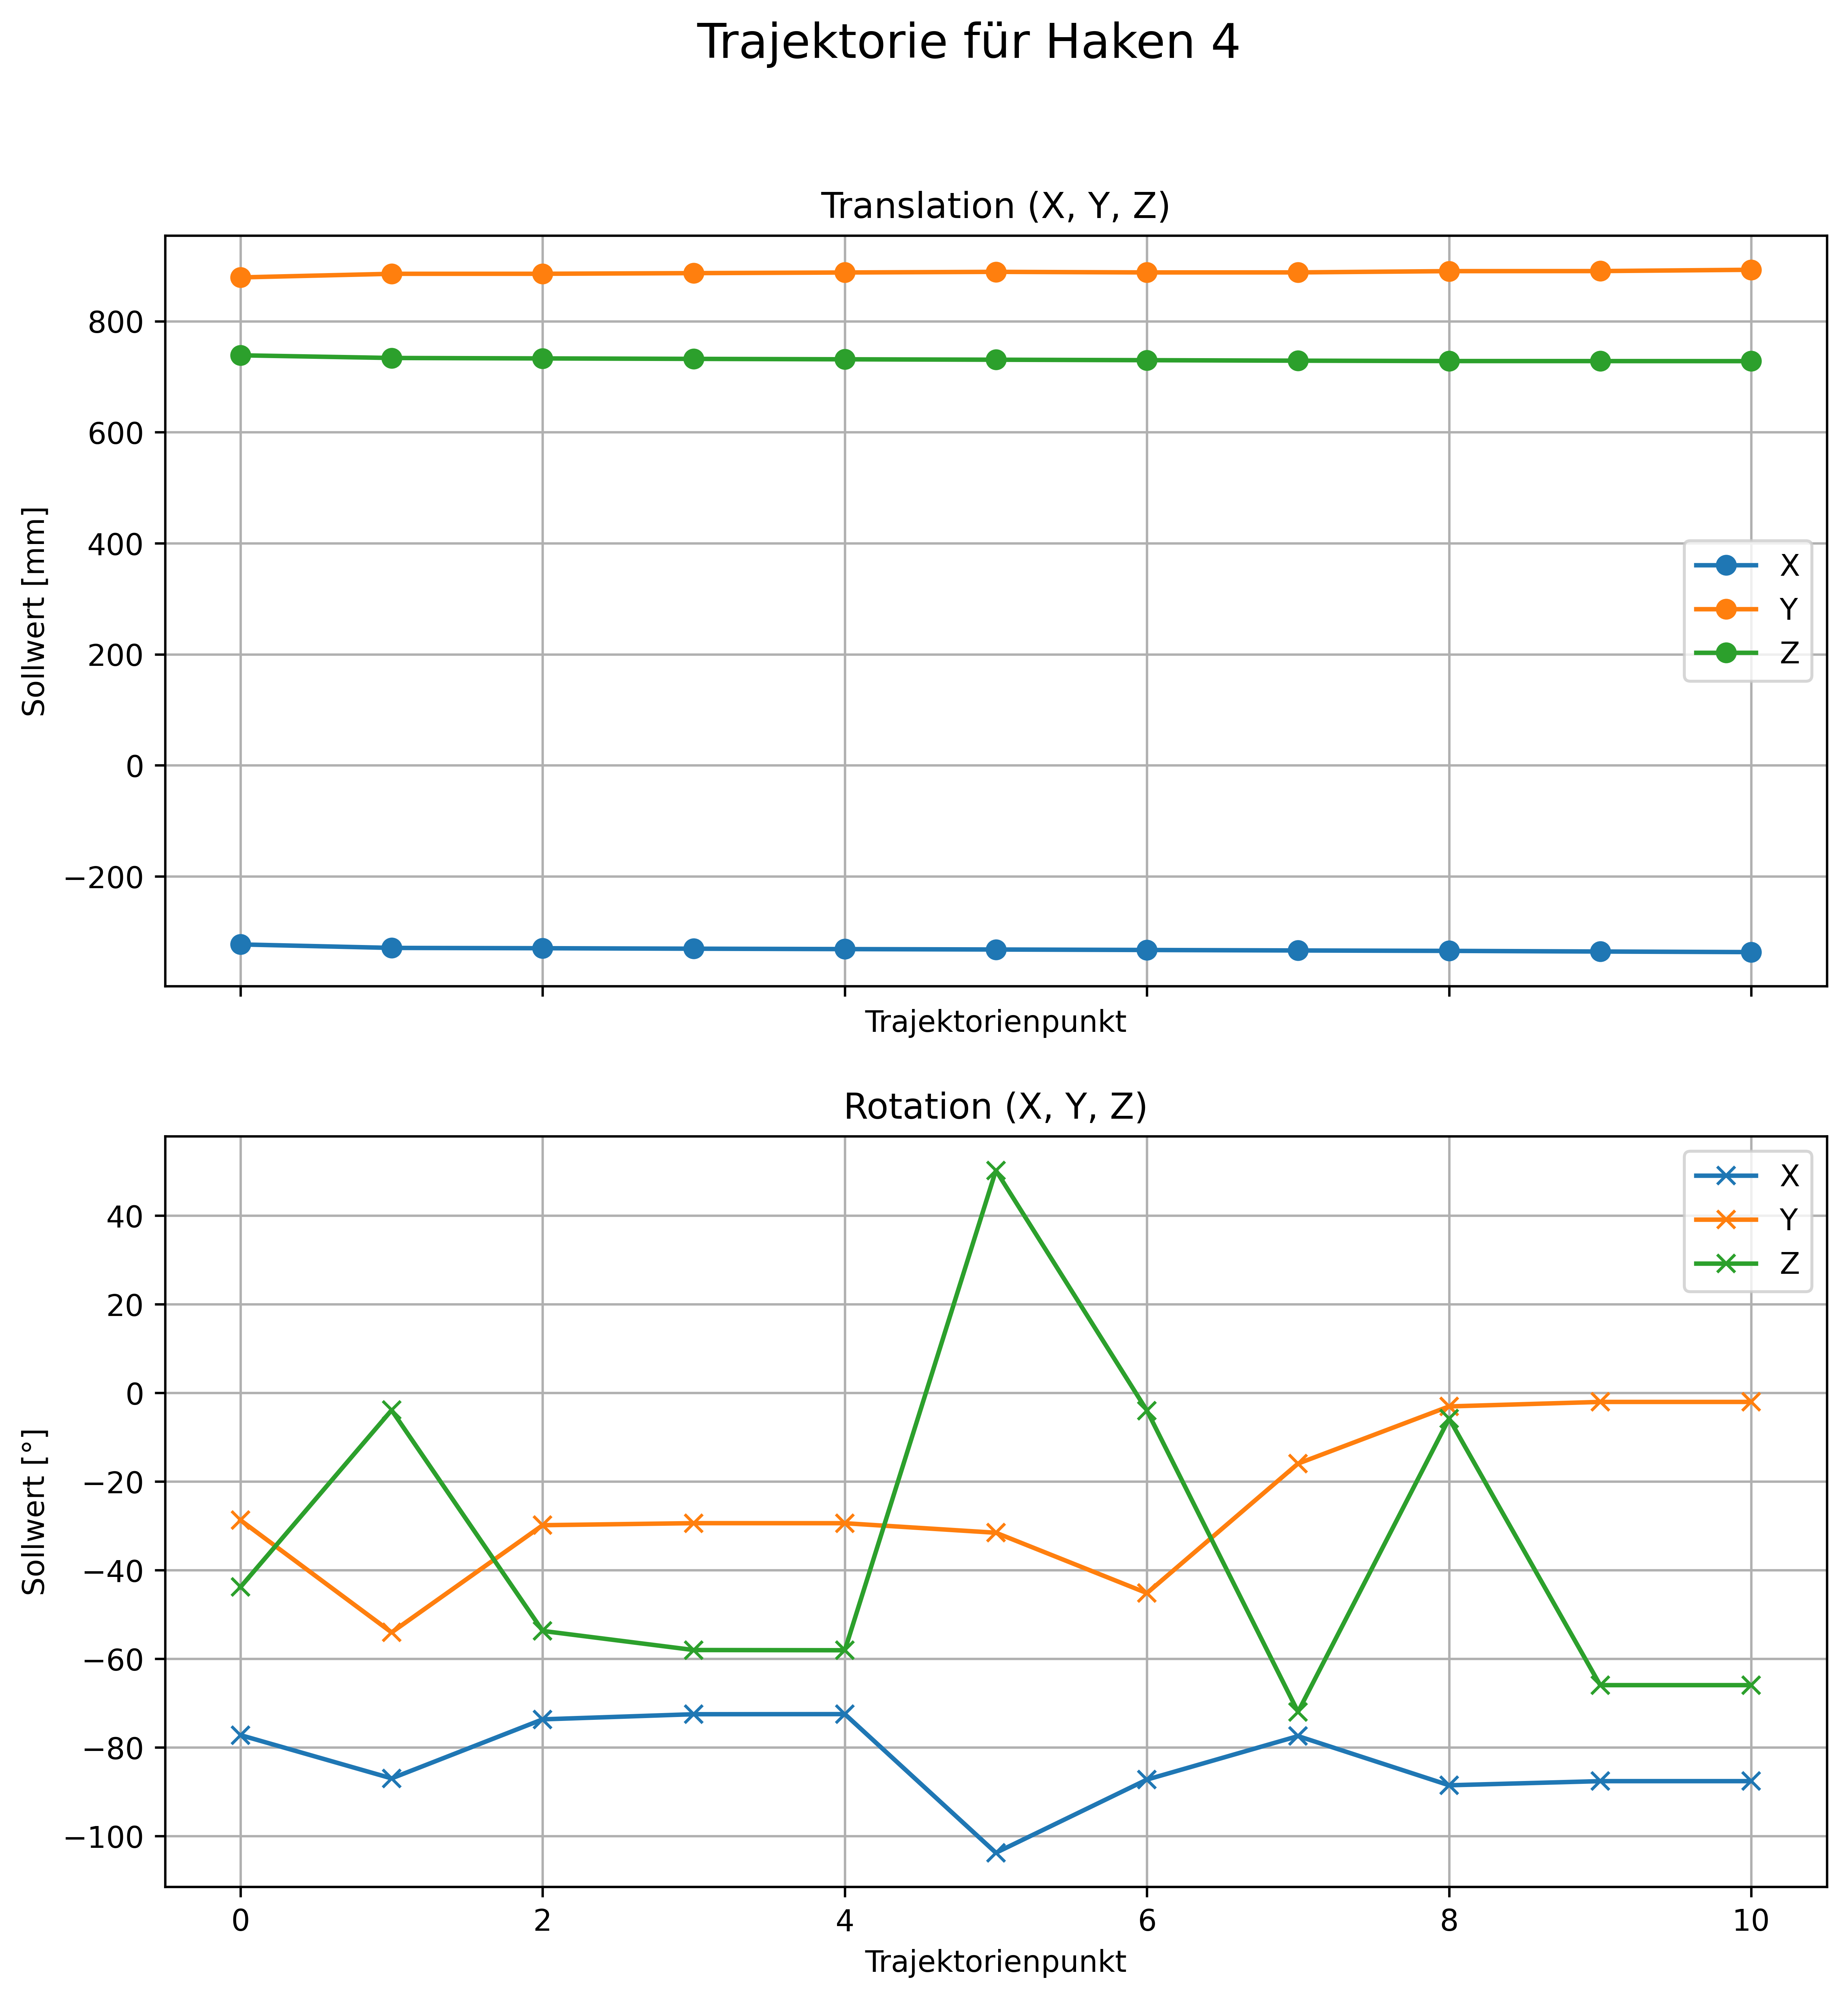 Trajektorie für Haken 4
Translation (X, Y, Z)
Sollwert [mm]
800
600
400
200
0
−200
X
Y
Z
Trajektorienpunkt
Rotation (X, Y, Z)
Sollwert [°]
40
20
0
−20
−40
−60
−80
−100
X
Y
Z
0 2 4 6 8 10
Trajektorienpunkt